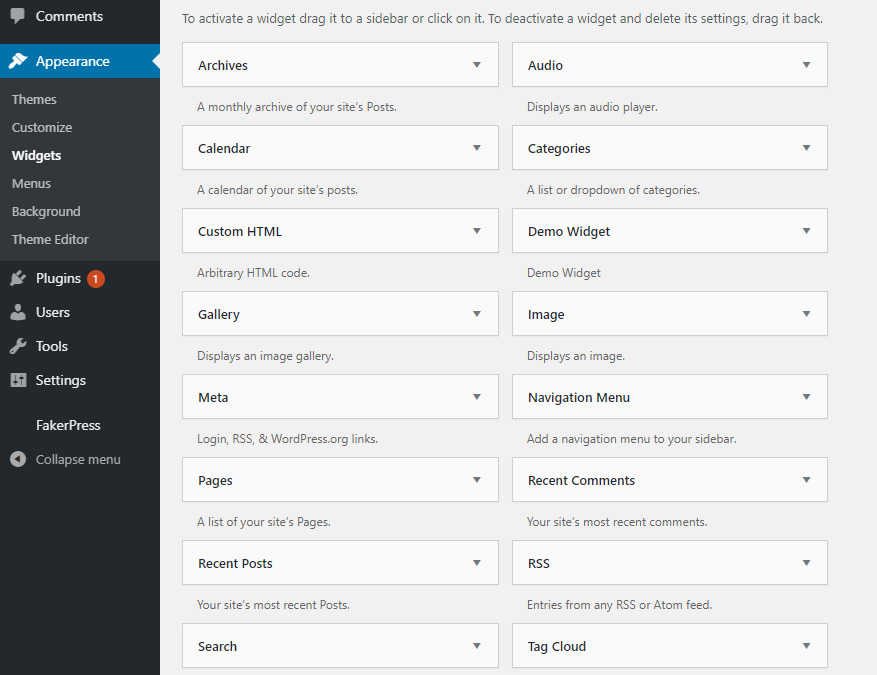 Comments
Appearance
Themes
Customize
Widgets
Menus
Background
Theme Editor
Plugins 1
Users
Tools
Settings
FakerPress
Collapse menu
To activate a widget drag it to a sidebar or click on it. To deactivate a widget and delete its settings, drag it back.
Archives
A monthly archive of your site's Posts.
Audio
Displays an audio player.
Calendar
A calendar of your site's posts.
Categories
A list or dropdown of categories.
Custom HTML
Arbitrary HTML code.
Demo Widget
Demo Widget
Gallery
Displays an image gallery.
Image
Displays an image.
Meta
Login, RSS, & WordPress.org links.
Navigation Menu
Add a navigation menu to your sidebar.
Pages
A list of your site's Pages.
Recent Comments
Your site's most recent comments.
Recent Posts
Your site's most recent Posts.
RSS
Entries from any RSS or Atom feed.
Search
Tag Cloud